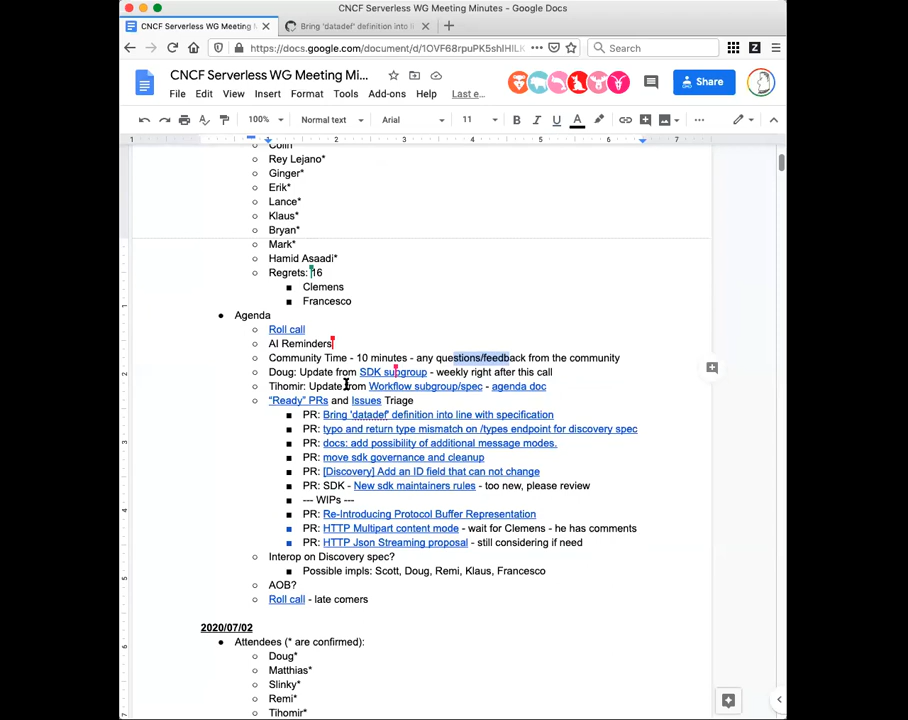 CNCF Serverless WG Meeting Minutes - Google Docs
CNCF Serverless WG Meeting
Bring 'datadef' definition into li
https://docs.google.com/document/d/1OVF68rpuPK5shIHILK
Search
CNCF Serverless WG Meeting Mi...
File Edit View Insert Format Tools Add-ons Help Last e...
Share
100% Normal text Arial 11 B I U A
1 1 2 3 4 5 6 7
Colin
Rey Lejano*
Ginger*
Erik*
Lance*
Klaus*
Bryan*
Mark*
Hamid Asaadi*
Regrets: 16
Clemens
Francesco
Agenda
Roll call
AI Reminders
Community Time - 10 minutes - any questions/feedback from the community
Doug: Update from SDK subgroup - weekly right after this call
Tihomir: Update from Workflow subgroup/spec - agenda doc
“Ready” PRs and Issues Triage
PR: Bring 'datadef' definition into line with specification
PR: typo and return type mismatch on /types endpoint for discovery spec
PR: docs: add possibility of additional message modes.
PR: move sdk governance and cleanup
PR: [Discovery] Add an ID field that can not change
PR: SDK - New sdk maintainers rules - too new, please review
--- WIPs ---
PR: Re-Introducing Protocol Buffer Representation
PR: HTTP Multipart content mode - wait for Clemens - he has comments
PR: HTTP Json Streaming proposal - still considering if need
Interop on Discovery spec?
Possible impls: Scott, Doug, Remi, Klaus, Francesco
AOB?
Roll call - late comers
2020/07/02
Attendees (* are confirmed):
Doug*
Matthias*
Slinky*
Remi*
Tihomir*